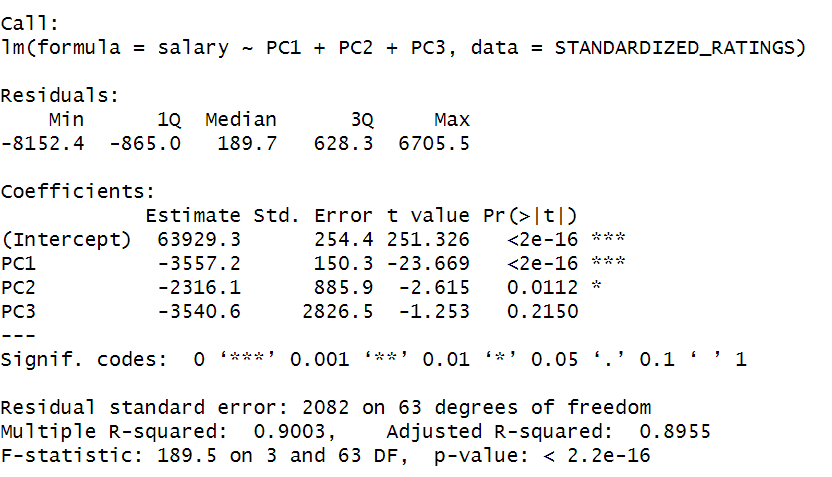 Call:
lm(formula = salary ~ PC1 + PC2 + PC3, data = STANDARDIZED_RATINGS)
Residuals:
    Min      1Q  Median      3Q     Max
-8152.4  -865.0   189.7   628.3  6705.5
Coefficients:
            Estimate Std. Error t value Pr(>|t|)
(Intercept)  63929.3      254.4 251.326   <2e-16 ***
PC1          -3557.2      150.3 -23.669   <2e-16 ***
PC2          -2316.1      885.9  -2.615   0.0112 *
PC3          -3540.6     2826.5  -1.253   0.2150
---
Signif. codes:  0 ‘***’ 0.001 ‘**’ 0.01 ‘*’ 0.05 ‘.’ 0.1 ‘ ’ 1
Residual standard error: 2082 on 63 degrees of freedom
Multiple R-squared:  0.9003,    Adjusted R-squared:  0.8955
F-statistic: 189.5 on 3 and 63 DF,  p-value: < 2.2e-16